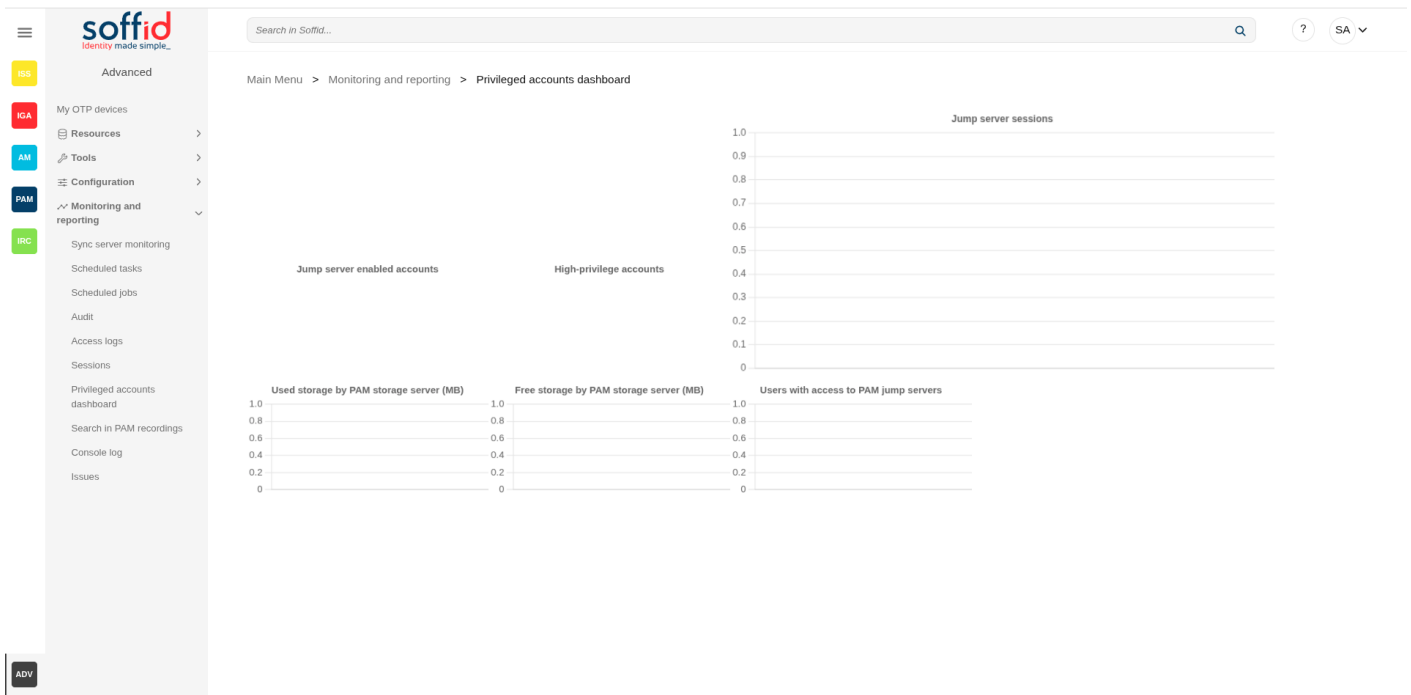 soffid
Identity made simple_
Search in Soffid...
?
SA
ISS
IGA
AM
PAM
IRC
ADV
Advanced
My OTP devices
Resources
Tools
Configuration
Monitoring and
reporting
Sync server monitoring
Scheduled tasks
Scheduled jobs
Audit
Access logs
Sessions
Privileged accounts
dashboard
Search in PAM recordings
Console log
Issues
Main Menu > Monitoring and reporting > Privileged accounts dashboard
Jump server enabled accounts
High-privilege accounts
Jump server sessions
1.0
0.9
0.8
0.7
0.6
0.5
0.4
0.3
0.2
0.1
0
Used storage by PAM storage server (MB)
1.0
0.8
0.6
0.4
0.2
0
Free storage by PAM storage server (MB)
1.0
0.8
0.6
0.4
0.2
0
Users with access to PAM jump servers
1.0
0.8
0.6
0.4
0.2
0